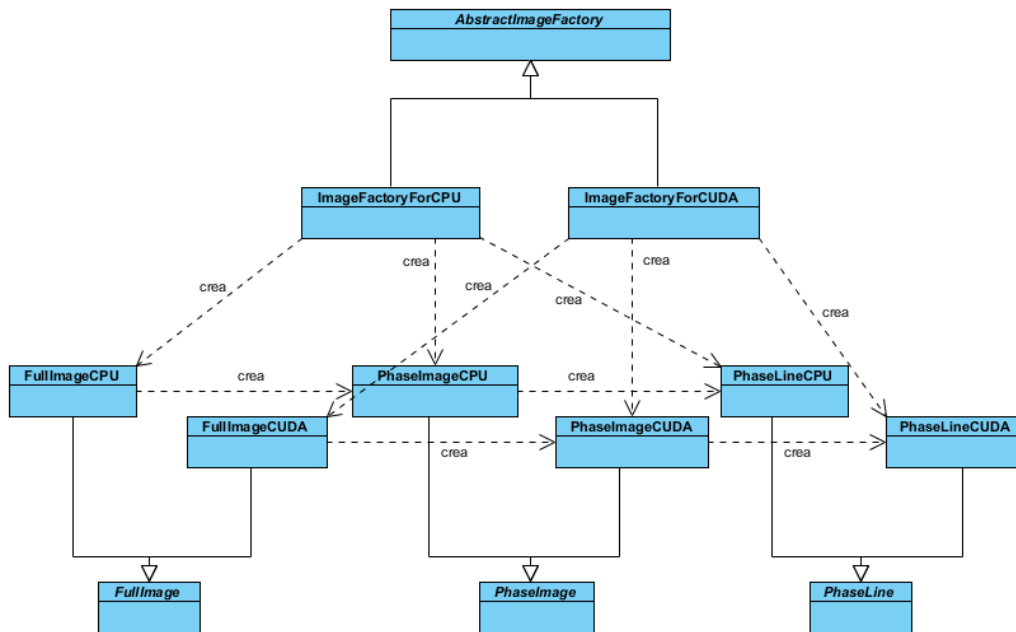 AbstractImageFactory
ImageFactoryForCPU
ImageFactoryForCUDA
crea
crea
crea
crea
crea
crea
FullImageCPU
crea
PhaseImageCPU
crea
PhaseLineCPU
FullImageCUDA
crea
PhaseImageCUDA
crea
PhaseLineCUDA
FullImage
PhaseImage
PhaseLine